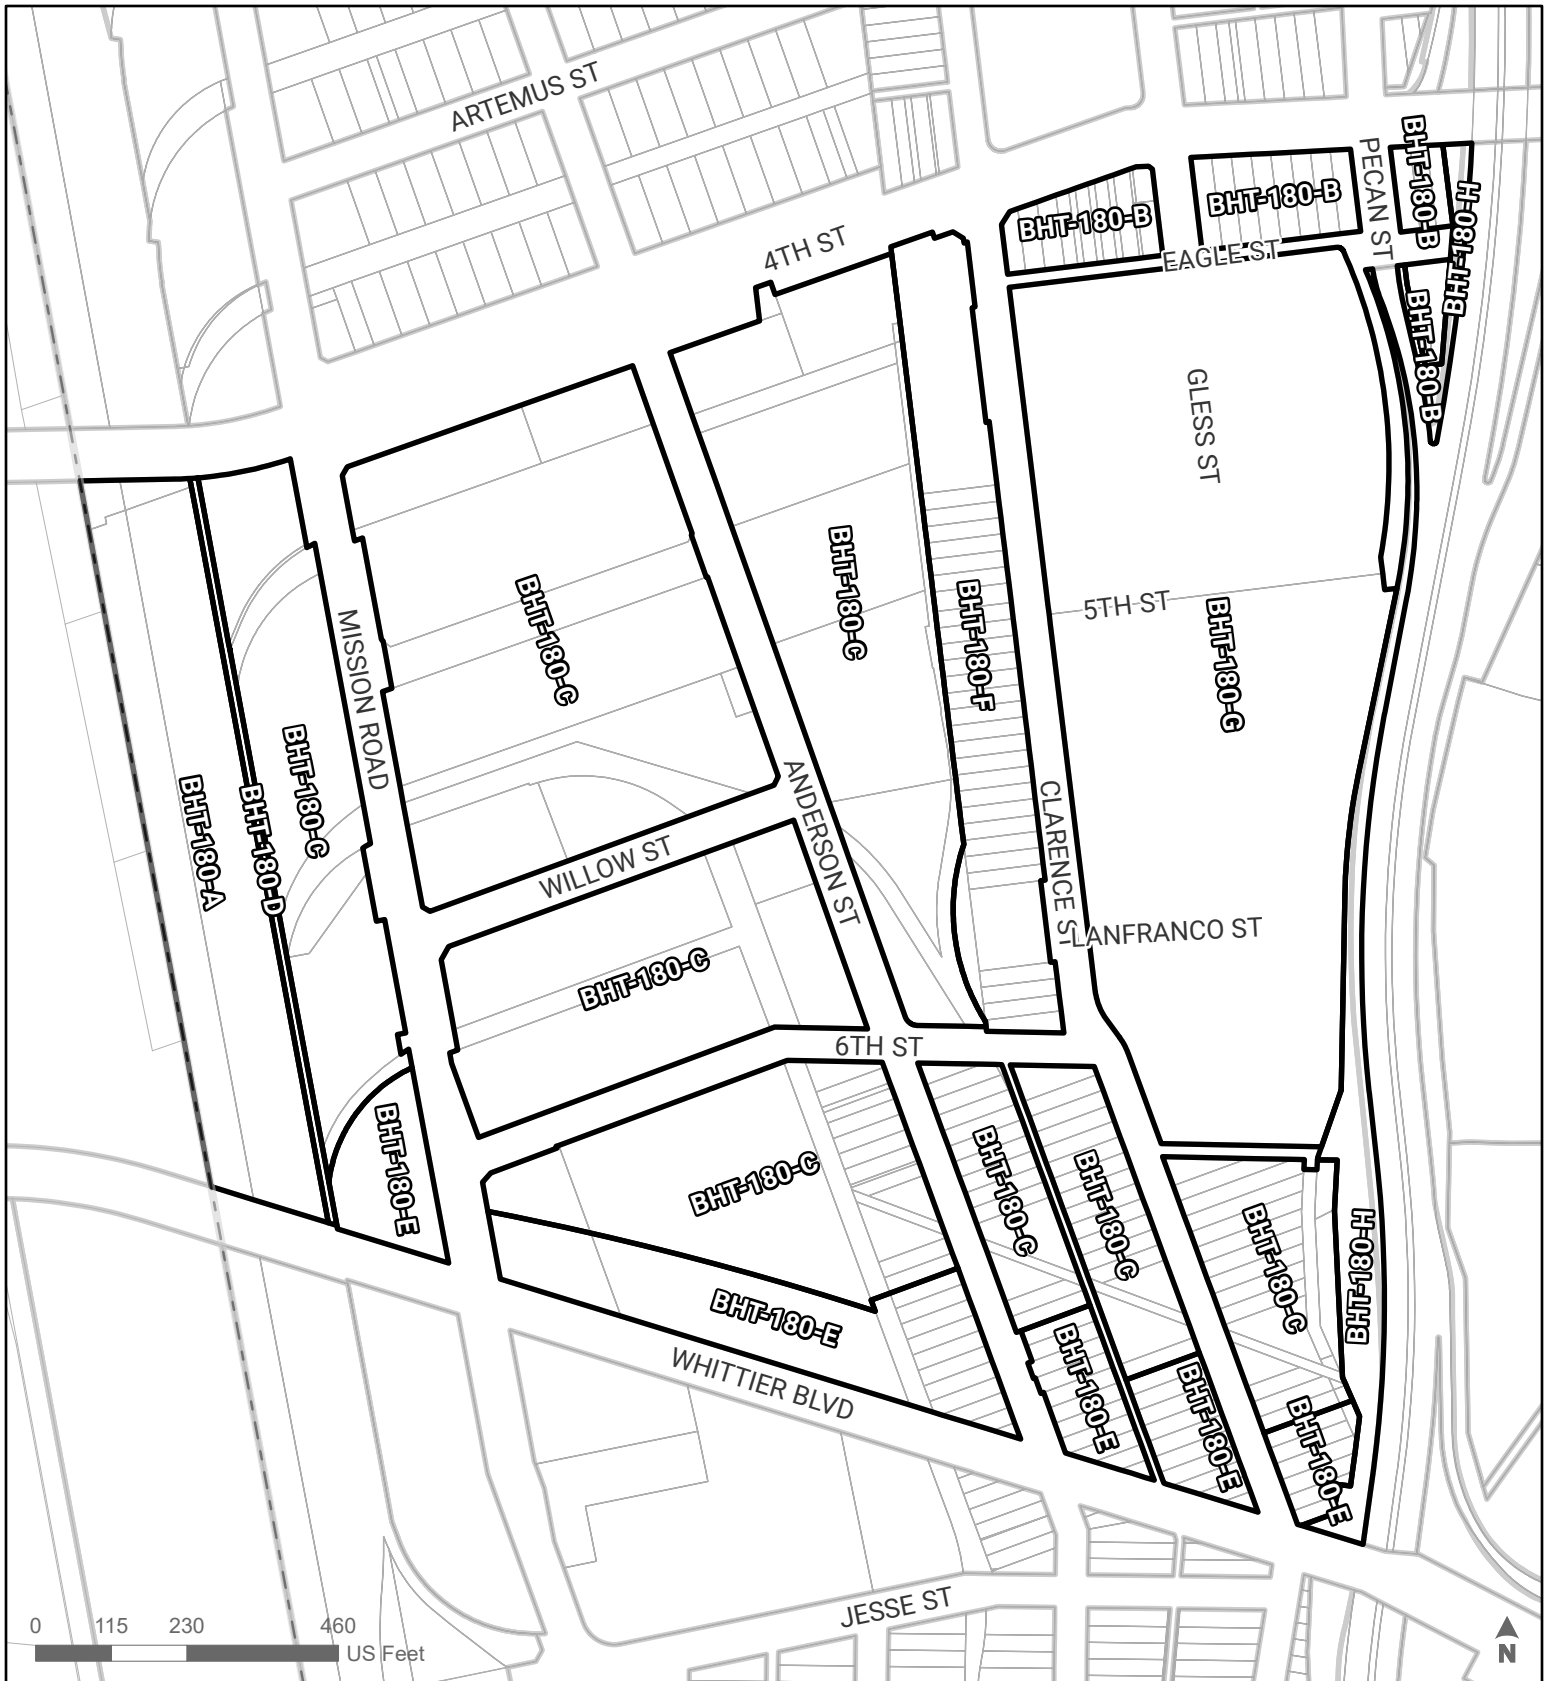 ARTEMUS ST
4TH ST
PECAN ST
BHT-180-B
BHT-180-B
BHT-180-B
BHT-180-H
EAGLE ST
BHT-180-B
GLESS ST
BHT-180-C
BHT-180-C
BHT-180-F
5TH ST
BHT-180-G
MISSION ROAD
BHT-180-A
BHT-180-D
BHT-180-C
ANDERSON ST
CLARENCE ST
WILLOW ST
LANFRANCO ST
BHT-180-C
6TH ST
BHT-180-E
BHT-180-C
BHT-180-C
BHT-180-C
BHT-180-C
BHT-180-H
BHT-180-E
BHT-180-E
BHT-180-E
BHT-180-E
WHITTIER BLVD
JESSE ST
0 115 230 460
US Feet
N